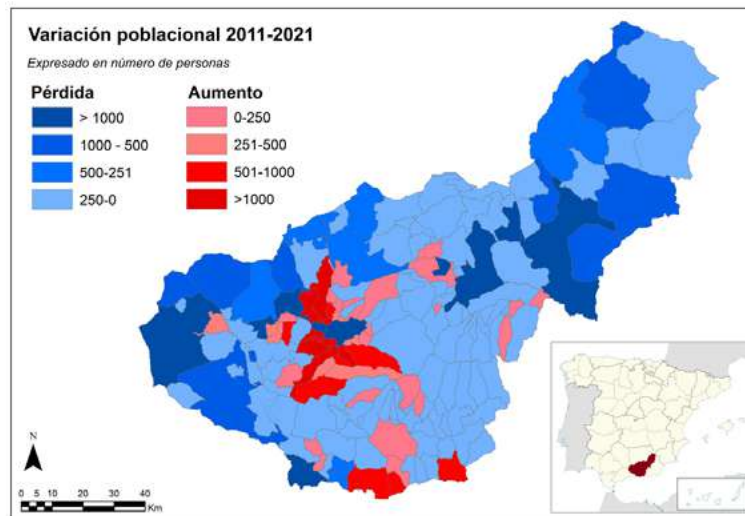 Variación poblacional 2011-2021
Expresado en número de personas
Pérdida
> 1000
1000 - 500
500-251
250-0
Aumento
0-250
251-500
501-1000
>1000
N
0 5 10 20 30 40
Km